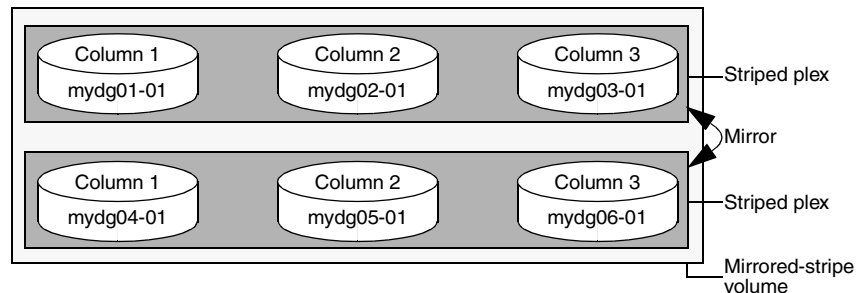 Column 1
Column 2
Column 3
mydg01-01
mydg02-01
mydg03-01
Striped plex
Mirror
Column 1
Column 2
Column 3
mydg04-01
mydg05-01
mydg06-01
Striped plex
Mirrored-stripe
volume